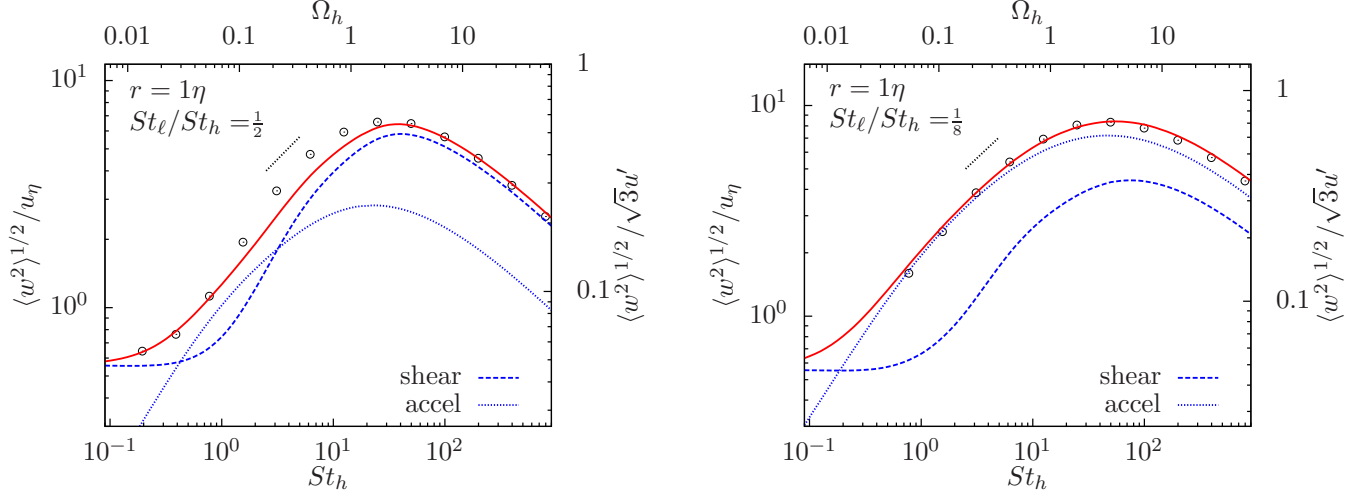 Ω_h
0.01 0.1 1 10
r = 1η
St_ℓ/St_h = 1/2
10^1
10^0
⟨w^2⟩^{1/2}/u_η
1
0.1
⟨w^2⟩^{1/2}/√3u′
shear
accel
10^{-1} 10^0 10^1 10^2
St_h
Ω_h
0.01 0.1 1 10
r = 1η
St_ℓ/St_h = 1/8
10^1
10^0
⟨w^2⟩^{1/2}/u_η
1
0.1
⟨w^2⟩^{1/2}/√3u′
shear
accel
10^{-1} 10^0 10^1 10^2
St_h